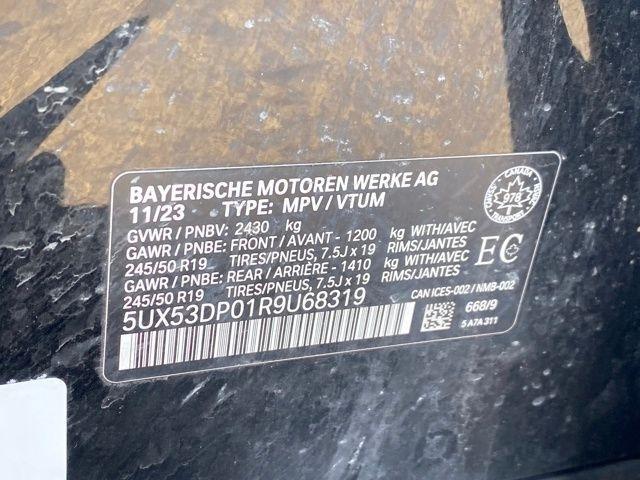 BAYERISCHE MOTOREN WERKE AG
11/23 TYPE: MPV / VTUM
GVWR / PNBV: 2430 kg
GAWR / PNBE: FRONT / AVANT - 1200 kg WITH/AVEC
245/50 R19 TIRES/PNEUS, 7.5J x 19 RIMS/JANTES
GAWR / PNBE: REAR / ARRIÈRE - 1410 kg WITH/AVEC
245/50 R19 TIRES/PNEUS, 7.5J x 19 RIMS/JANTES
5UX53DP01R9U68319
CANADA
978
TRANSPORT
EC
CAN ICES-002 / NMB-002
668/9
5 A7A 311